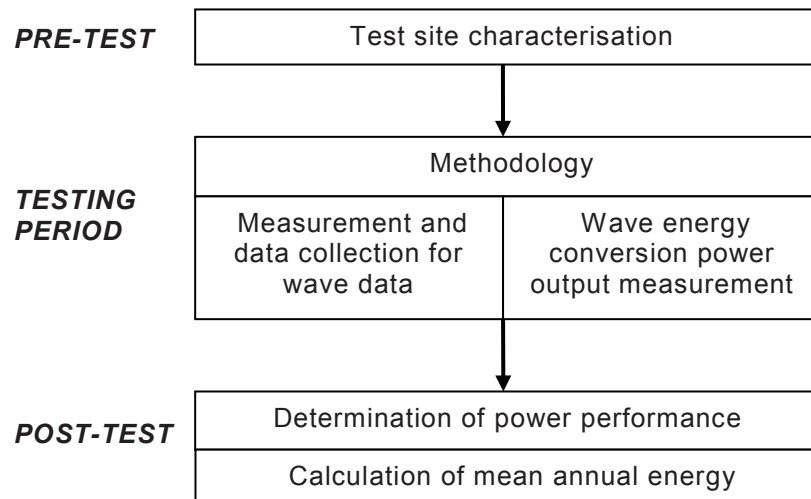 PRE-TEST
Test site characterisation
TESTING
PERIOD
Methodology
Measurement and
data collection for
wave data
Wave energy
conversion power
output measurement
POST-TEST
Determination of power performance
Calculation of mean annual energy